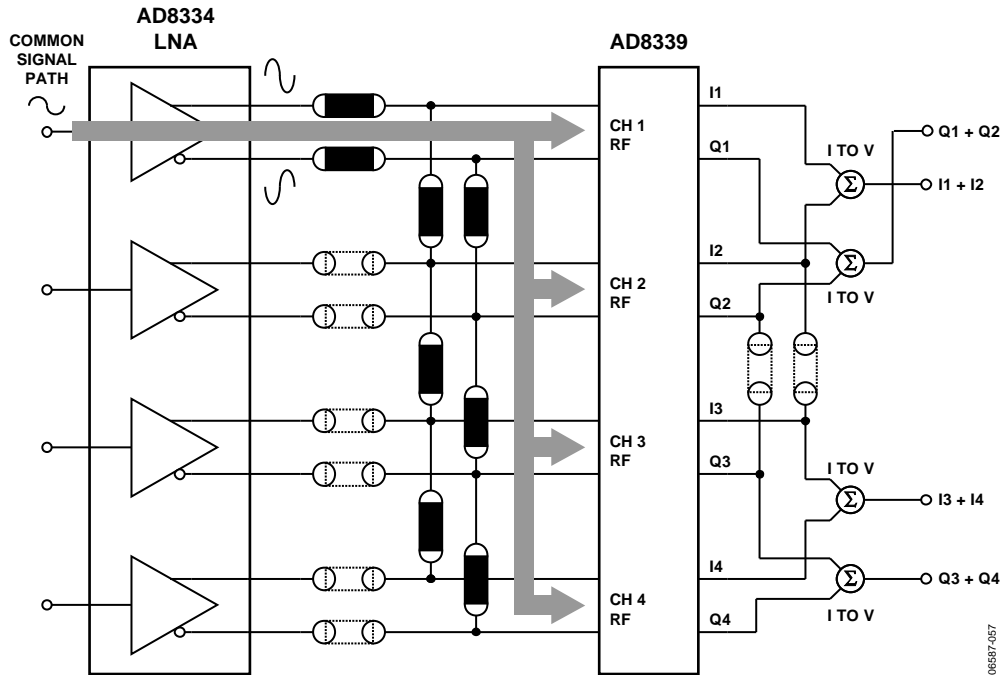 AD8334
LNA
COMMON
SIGNAL
PATH
AD8339
CH 1
RF
CH 2
RF
CH 3
RF
CH 4
RF
I1
Q1
I2
Q2
I3
Q3
I4
Q4
I TO V
Σ
Σ
I TO V
I TO V
Σ
Σ
I TO V
Q1 + Q2
I1 + I2
I3 + I4
Q3 + Q4
06587-057